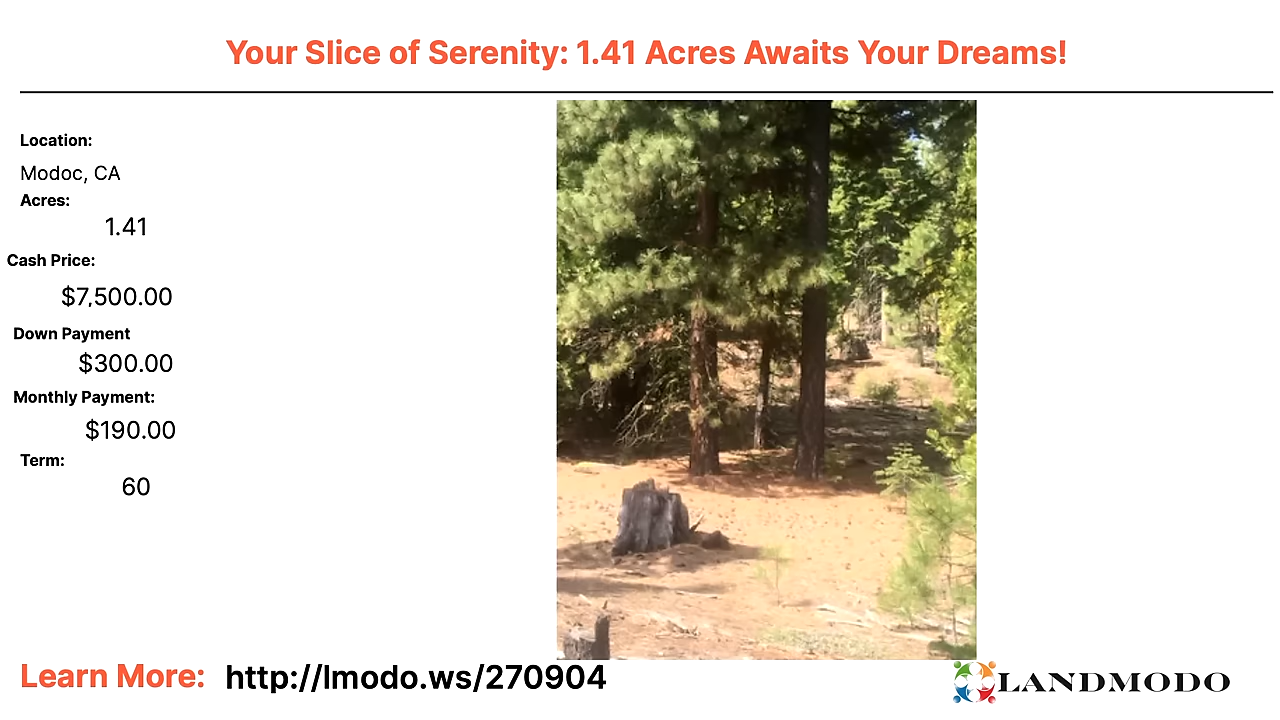 Your Slice of Serenity: 1.41 Acres Awaits Your Dreams!
Location:
Modoc, CA
Acres:
1.41
Cash Price:
$7,500.00
Down Payment
$300.00
Monthly Payment:
$190.00
Term:
60
Learn More: http://lmodo.ws/270904
LANDMODO